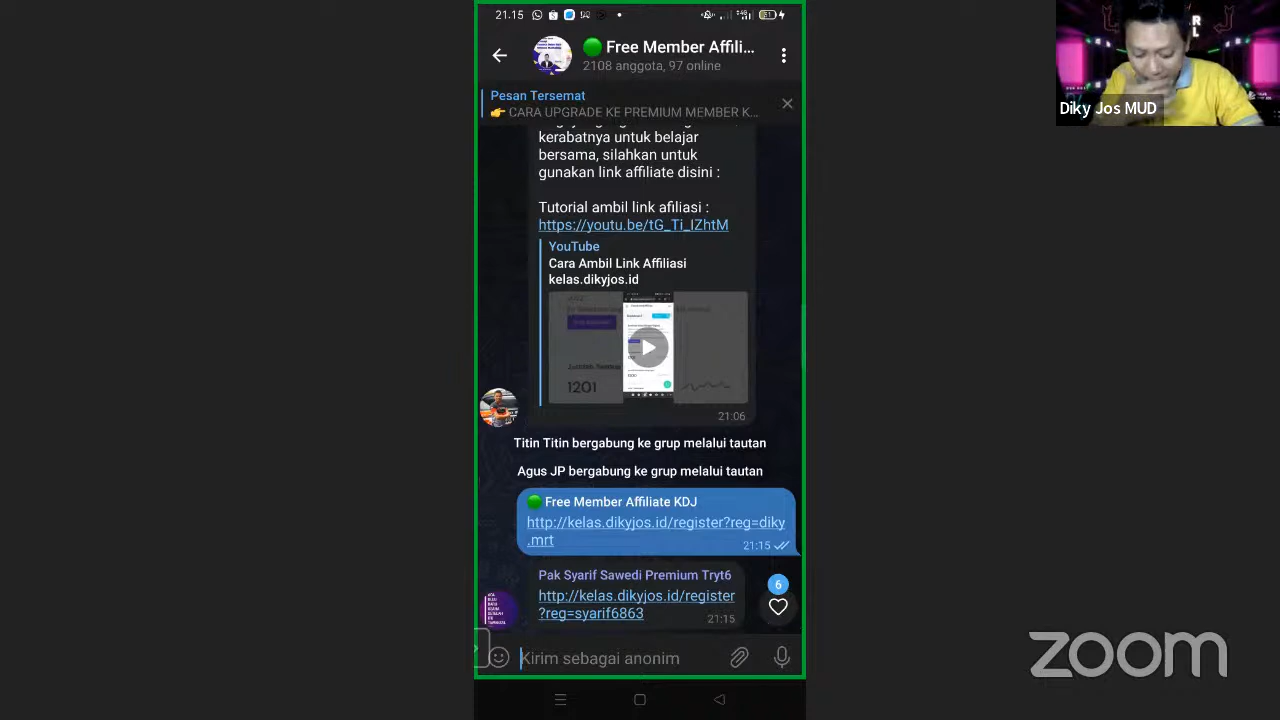 21.15
Free Member Affili...
2108 anggota, 97 online
Pesan Tersemat
👉 CARA UPGRADE KE PREMIUM MEMBER K...
kerabatnya untuk belajar
bersama, silahkan untuk
gunakan link affiliate disini :
Tutorial ambil link afiliasi :
https://youtu.be/tG_Ti_IZhtM
YouTube
Cara Ambil Link Affiliasi
kelas.dikyjos.id
1201
21:06
Titin Titin bergabung ke grup melalui tautan
Agus JP bergabung ke grup melalui tautan
Free Member Affiliate KDJ
http://kelas.dikyjos.id/register?reg=diky
.mrt
21:15
Pak Syarif Sawedi Premium Tryt6
http://kelas.dikyjos.id/register
?reg=syarif6863
21:15
6
Kirim sebagai anonim
Diky Jos MUD
zoom